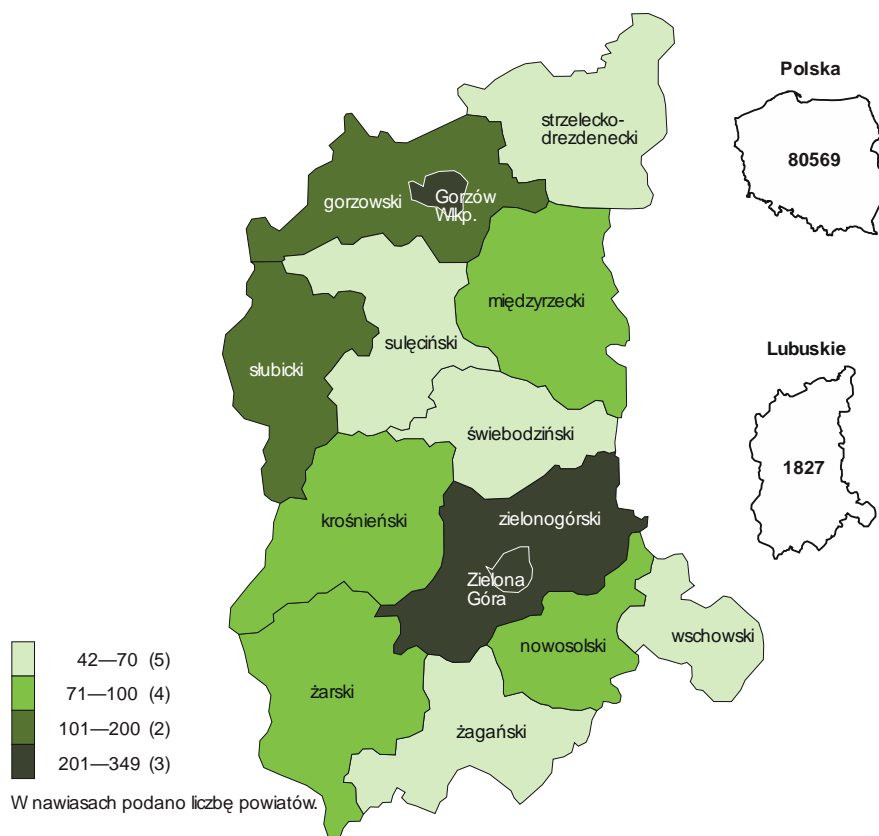 Polska
80569
strzelecko-
drezdenecki
gorzowski
Gorzów
Wlkp.
międzyrzecki
Lubuskie
1827
sulęciński
słubicki
świebodziński
krośnieński
zielonogórski
Zielona
Góra
nowosolski
wschowski
żarski
żagański
42—70 (5)
71—100 (4)
101—200 (2)
201—349 (3)
W nawiasach podano liczbę powiatów.